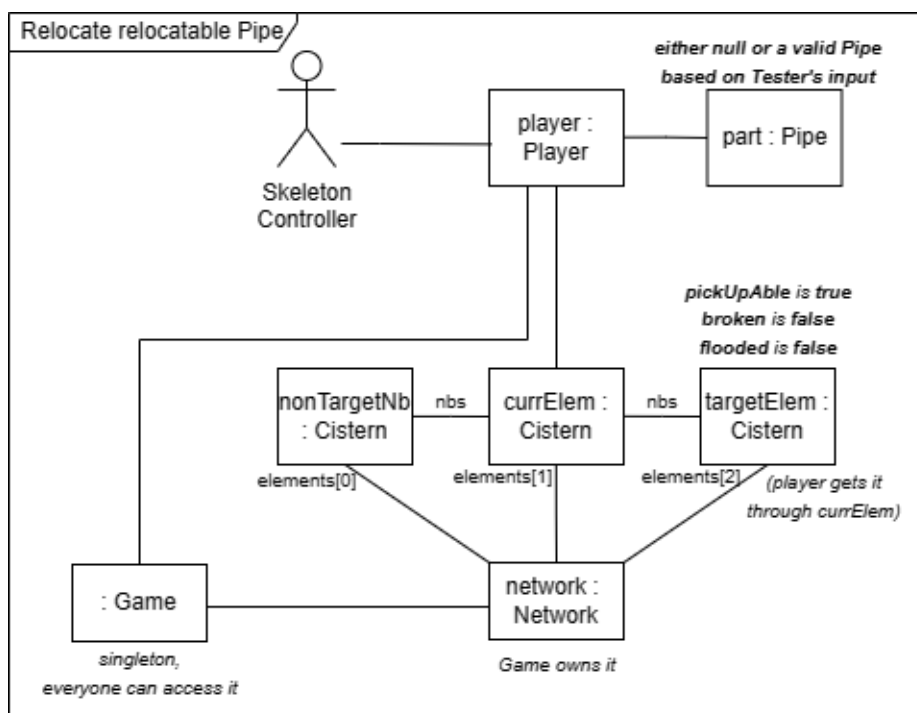 Relocate relocatable Pipe
either null or a valid Pipe
based on Tester's input
player :
Player
part : Pipe
Skeleton
Controller
pickUpAble is true
broken is false
flooded is false
nonTargetNb
: Cistern
nbs
currElem :
Cistern
nbs
targetElem :
Cistern
elements[0]
elements[1]
elements[2]
(player gets it
through currElem)
: Game
network :
Network
singleton,
everyone can access it
Game owns it